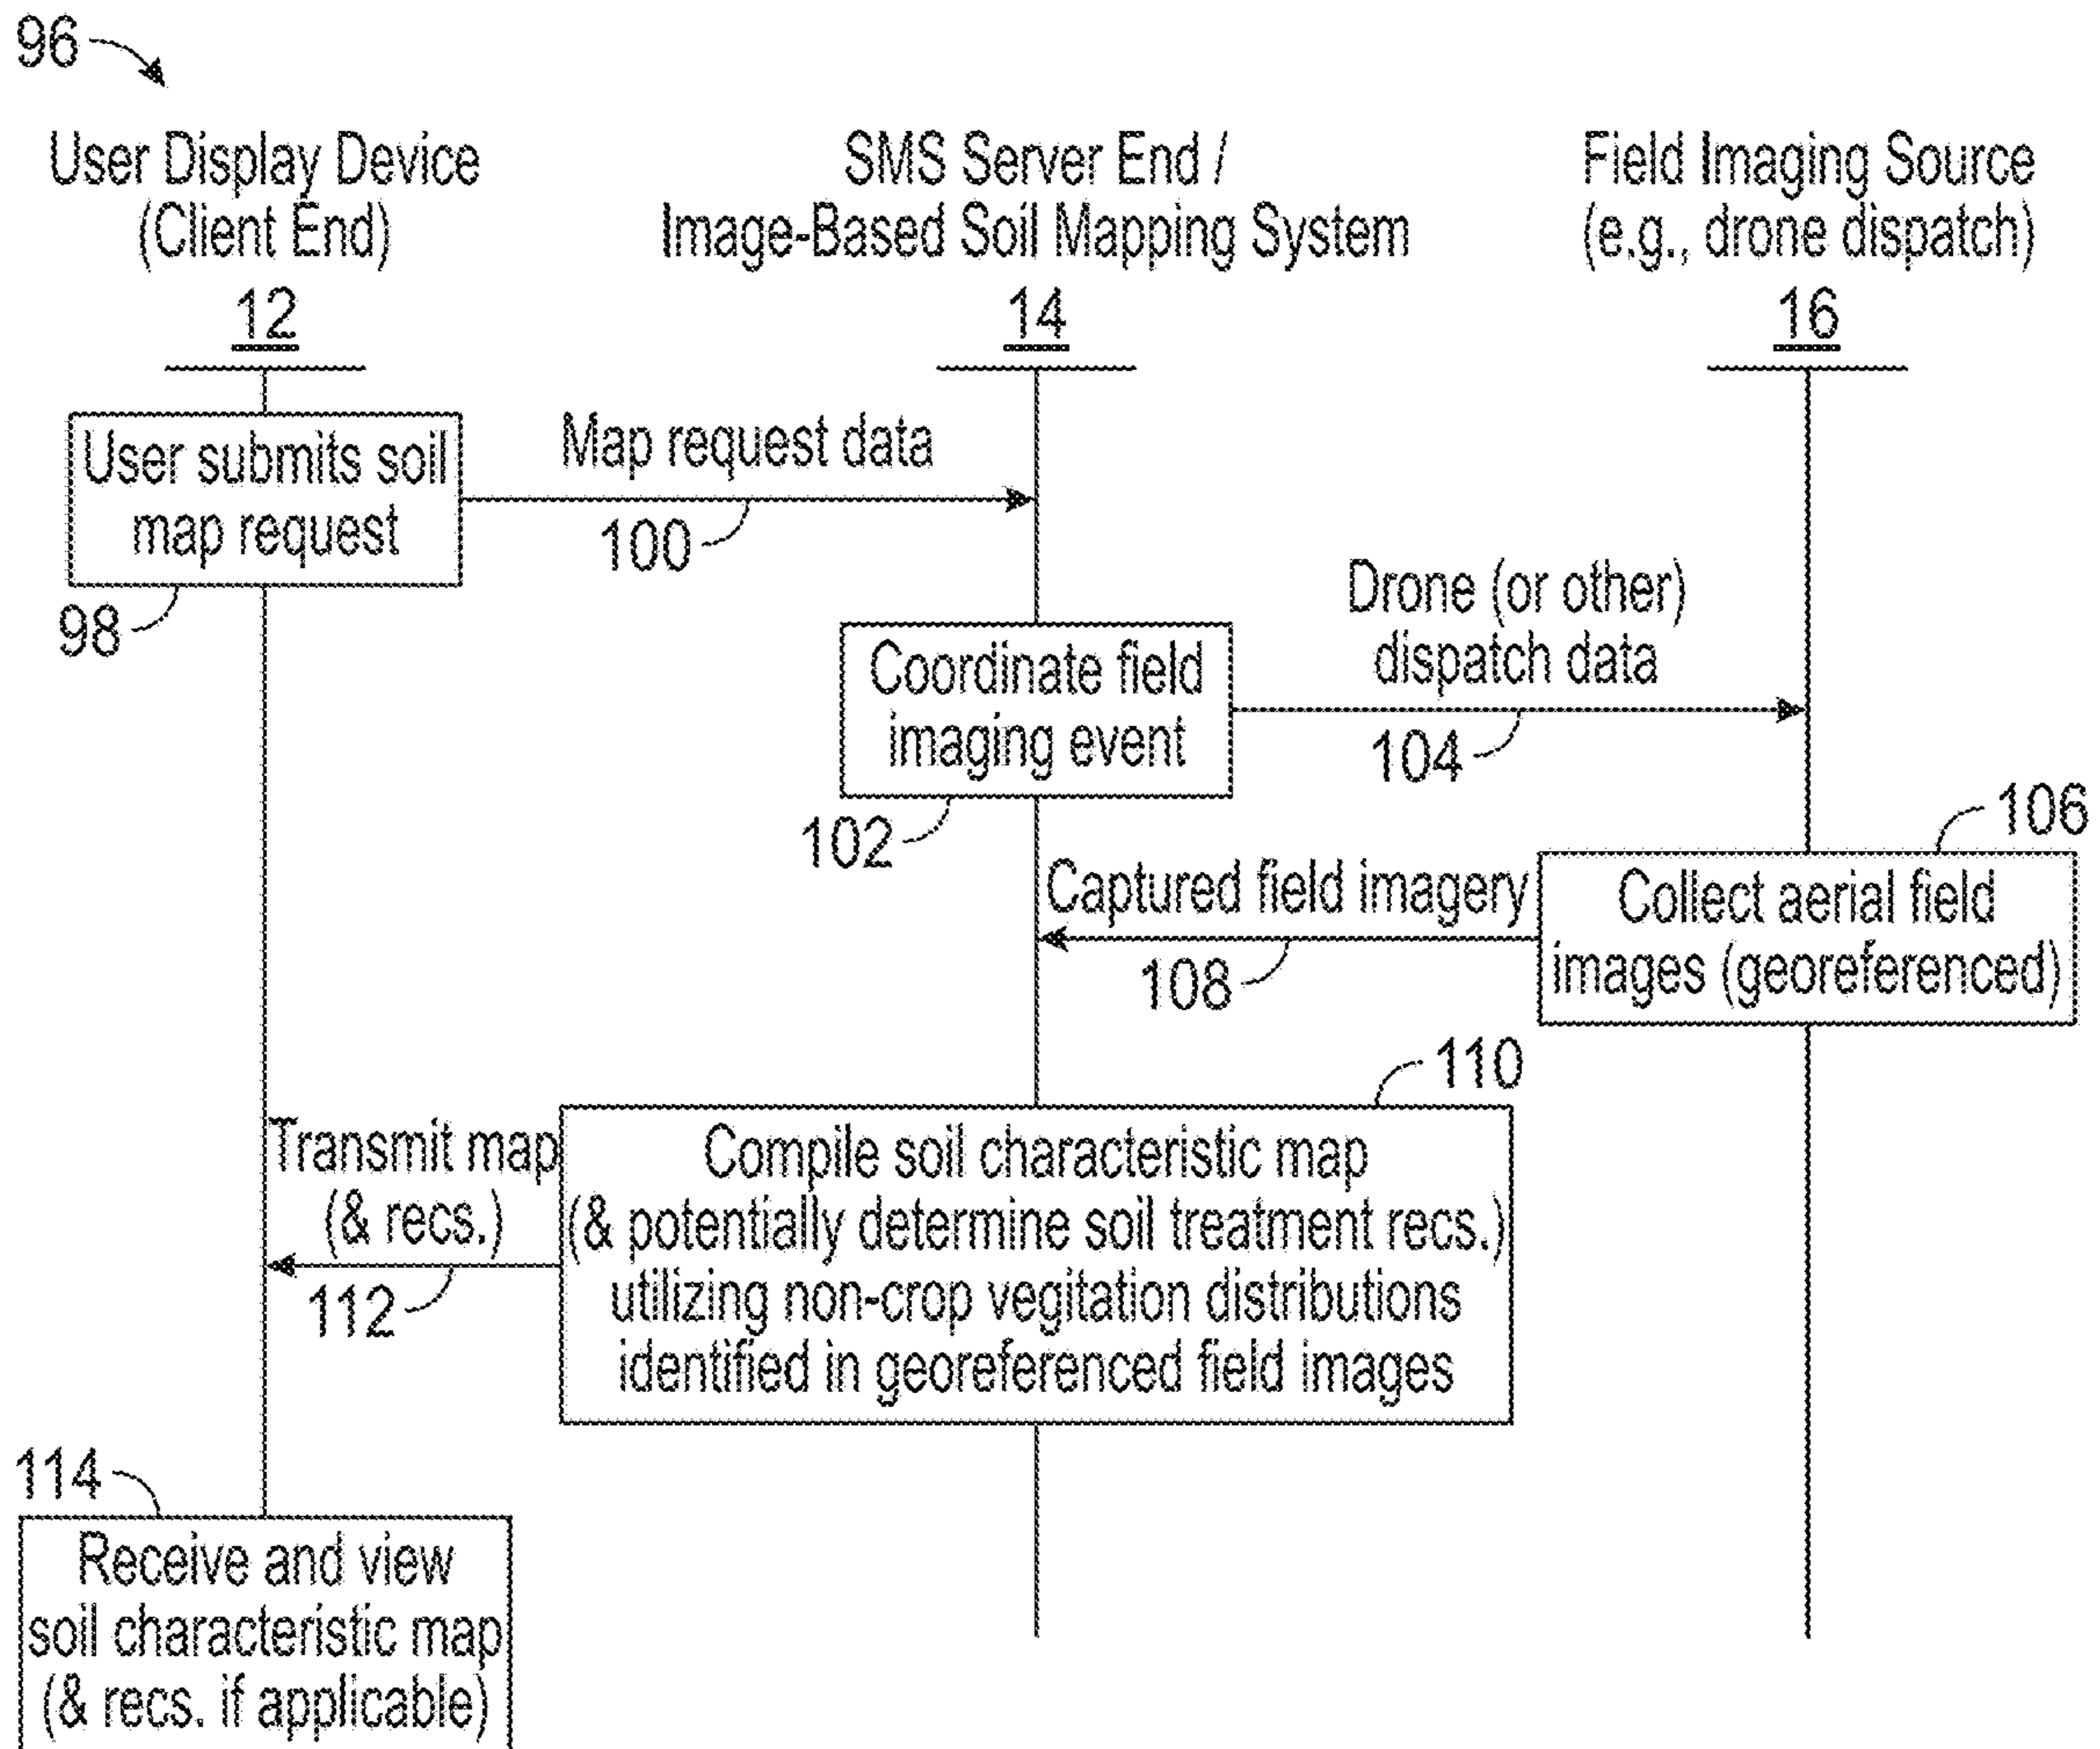 96
User Display Device
(Client End)
12
SMS Server End /
Image-Based Soil Mapping System
14
Field Imaging Source
(e.g., drone dispatch)
16
User submits soil
map request
98
Map request data
100
Coordinate field
imaging event
102
Drone (or other)
dispatch data
104
106
Collect aerial field
images (georeferenced)
Captured field imagery
108
110
Compile soil characteristic map
(& potentially determine soil treatment recs.)
utilizing non-crop vegitation distributions
identified in georeferenced field images
Transmit map
(& recs.)
112
114
Receive and view
soil characteristic map
(& recs. if applicable)